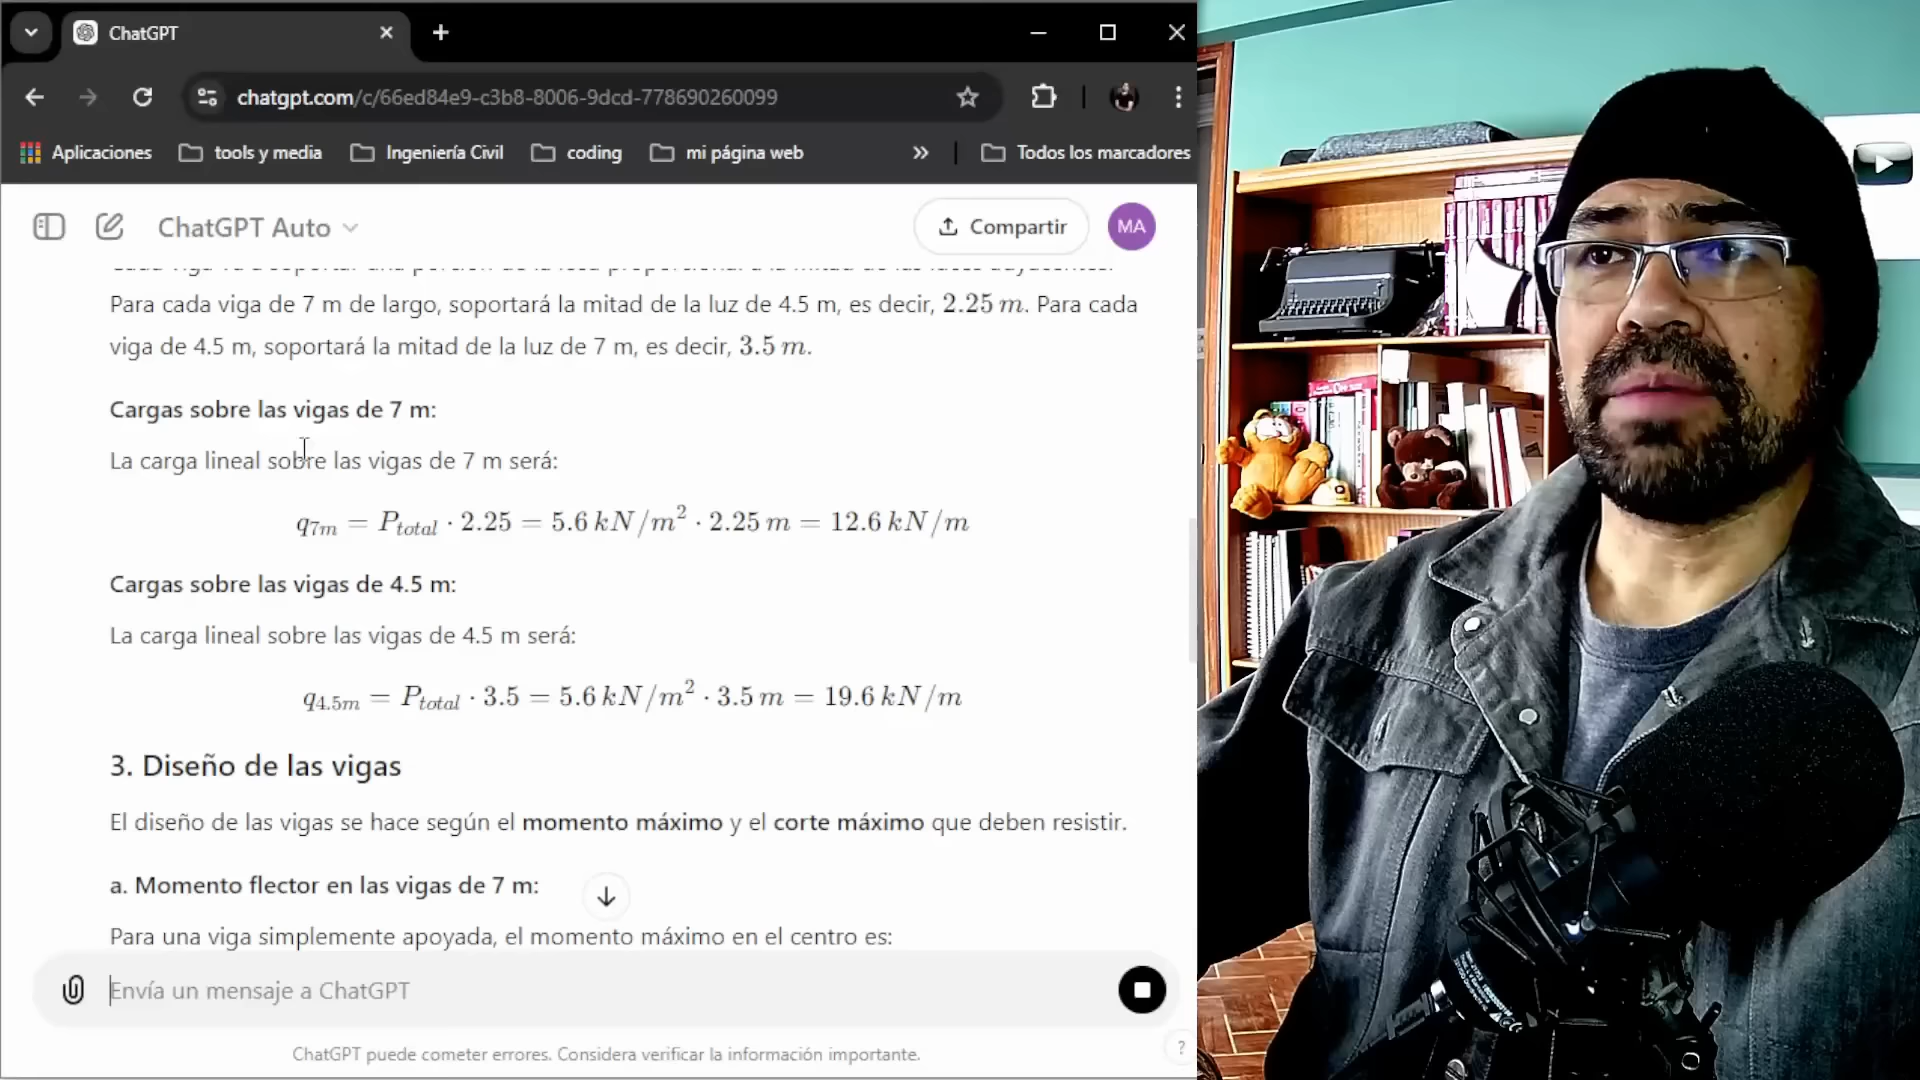 ChatGPT
chatgpt.com/c/66ed84e9-c3b8-8006-9dcd-778690260099
Aplicaciones tools y media Ingeniería Civil coding mi página web » Todos los marcadores
ChatGPT Auto Compartir MA
Para cada viga de 7 m de largo, soportará la mitad de la luz de 4.5 m, es decir, 2.25 m. Para cada
viga de 4.5 m, soportará la mitad de la luz de 7 m, es decir, 3.5 m.
Cargas sobre las vigas de 7 m:
La carga lineal sobre las vigas de 7 m será:
q7m = Ptotal · 2.25 = 5.6 kN/m² · 2.25 m = 12.6 kN/m
Cargas sobre las vigas de 4.5 m:
La carga lineal sobre las vigas de 4.5 m será:
q4.5m = Ptotal · 3.5 = 5.6 kN/m² · 3.5 m = 19.6 kN/m
3. Diseño de las vigas
El diseño de las vigas se hace según el momento máximo y el corte máximo que deben resistir.
a. Momento flector en las vigas de 7 m:
Para una viga simplemente apoyada, el momento máximo en el centro es:
Envía un mensaje a ChatGPT
ChatGPT puede cometer errores. Considera verificar la información importante.
?